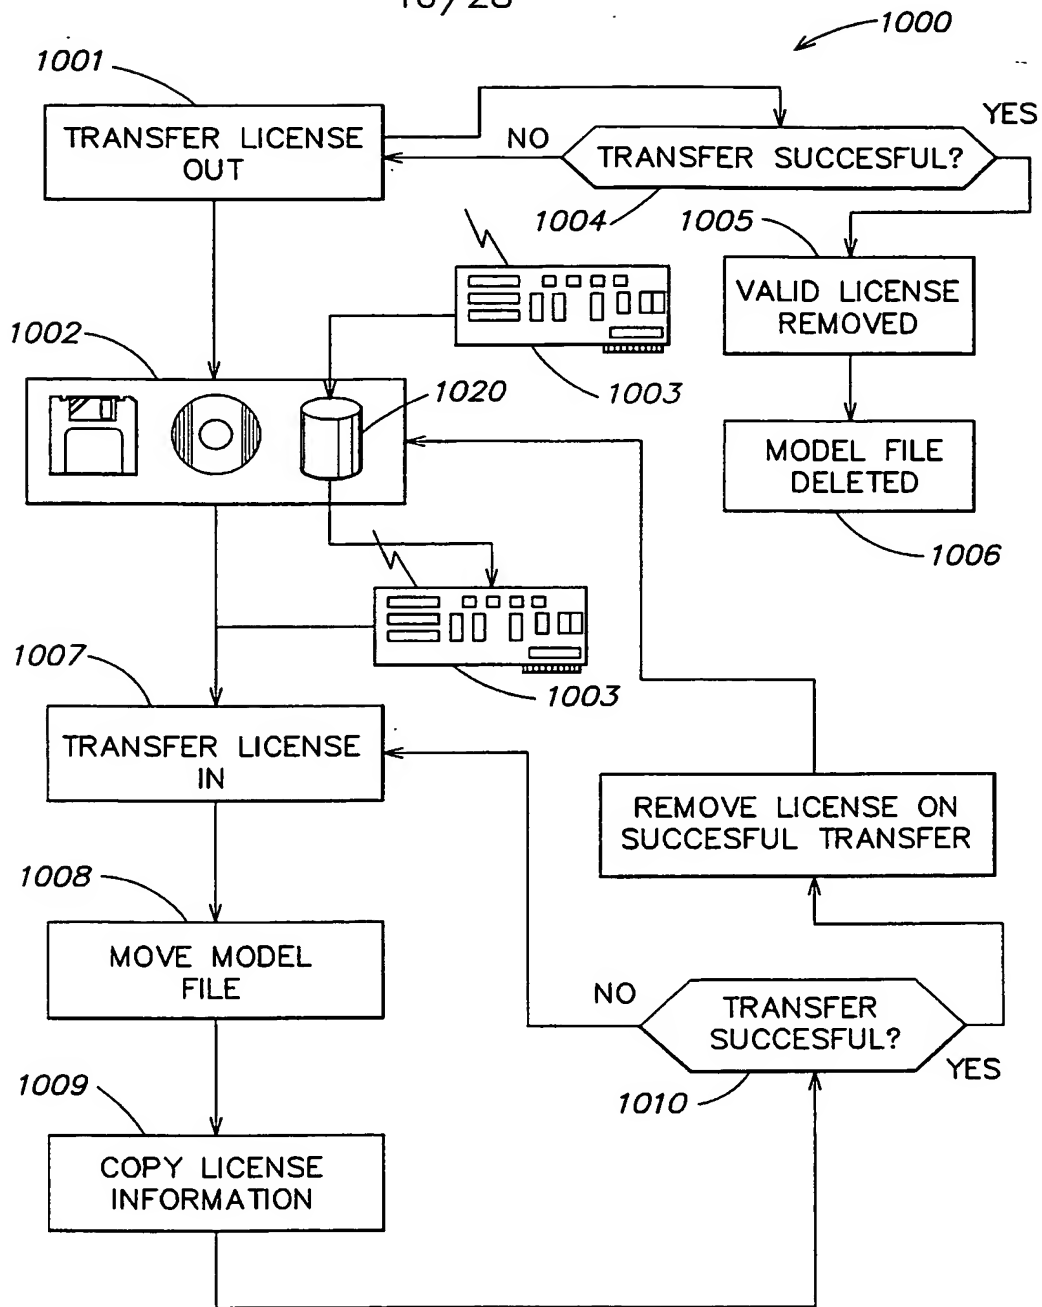 1000
1001
TRANSFER LICENSE
OUT
NO
TRANSFER SUCCESFUL?
YES
1004
1005
VALID LICENSE
REMOVED
1003
1002
1020
MODEL FILE
DELETED
1006
1003
1007
TRANSFER LICENSE
IN
REMOVE LICENSE ON
SUCCESFUL TRANSFER
1008
MOVE MODEL
FILE
NO
TRANSFER
SUCCESFUL?
YES
1010
1009
COPY LICENSE
INFORMATION